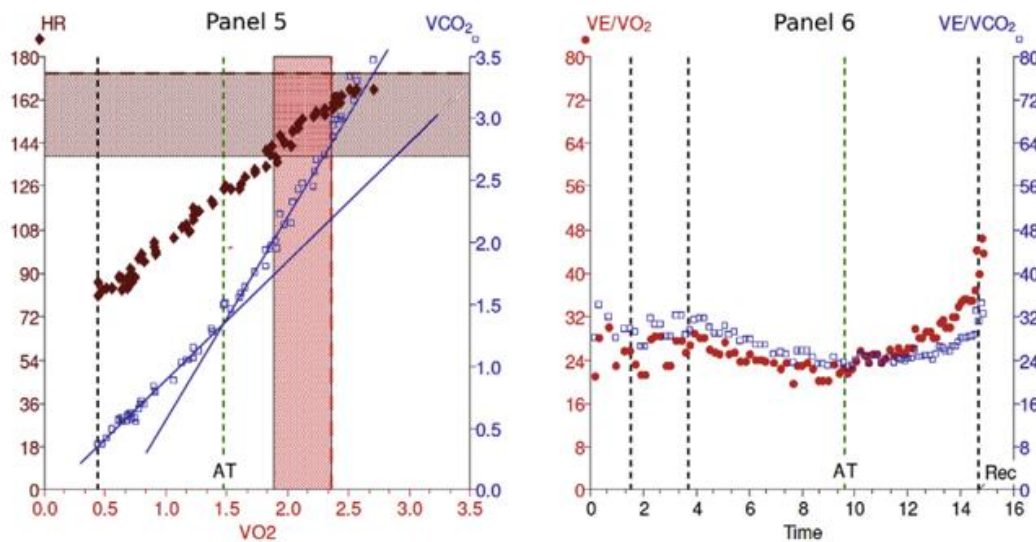 HR Panel 5 VCO₂
180 3.5
162 3.0
144
126 2.5
108 2.0
90
72 1.5
54 1.0
36
18 0.5
0 AT 0.0
0.0 0.5 1.0 1.5 2.0 2.5 3.0 3.5
VO2
VE/VO₂ Panel 6 VE/VCO₂
80 80
72 72
64 64
56 56
48 48
40 40
32 32
24 24
16 16
8 8
AT Rec
0 0
0 2 4 6 8 10 12 14 16
Time